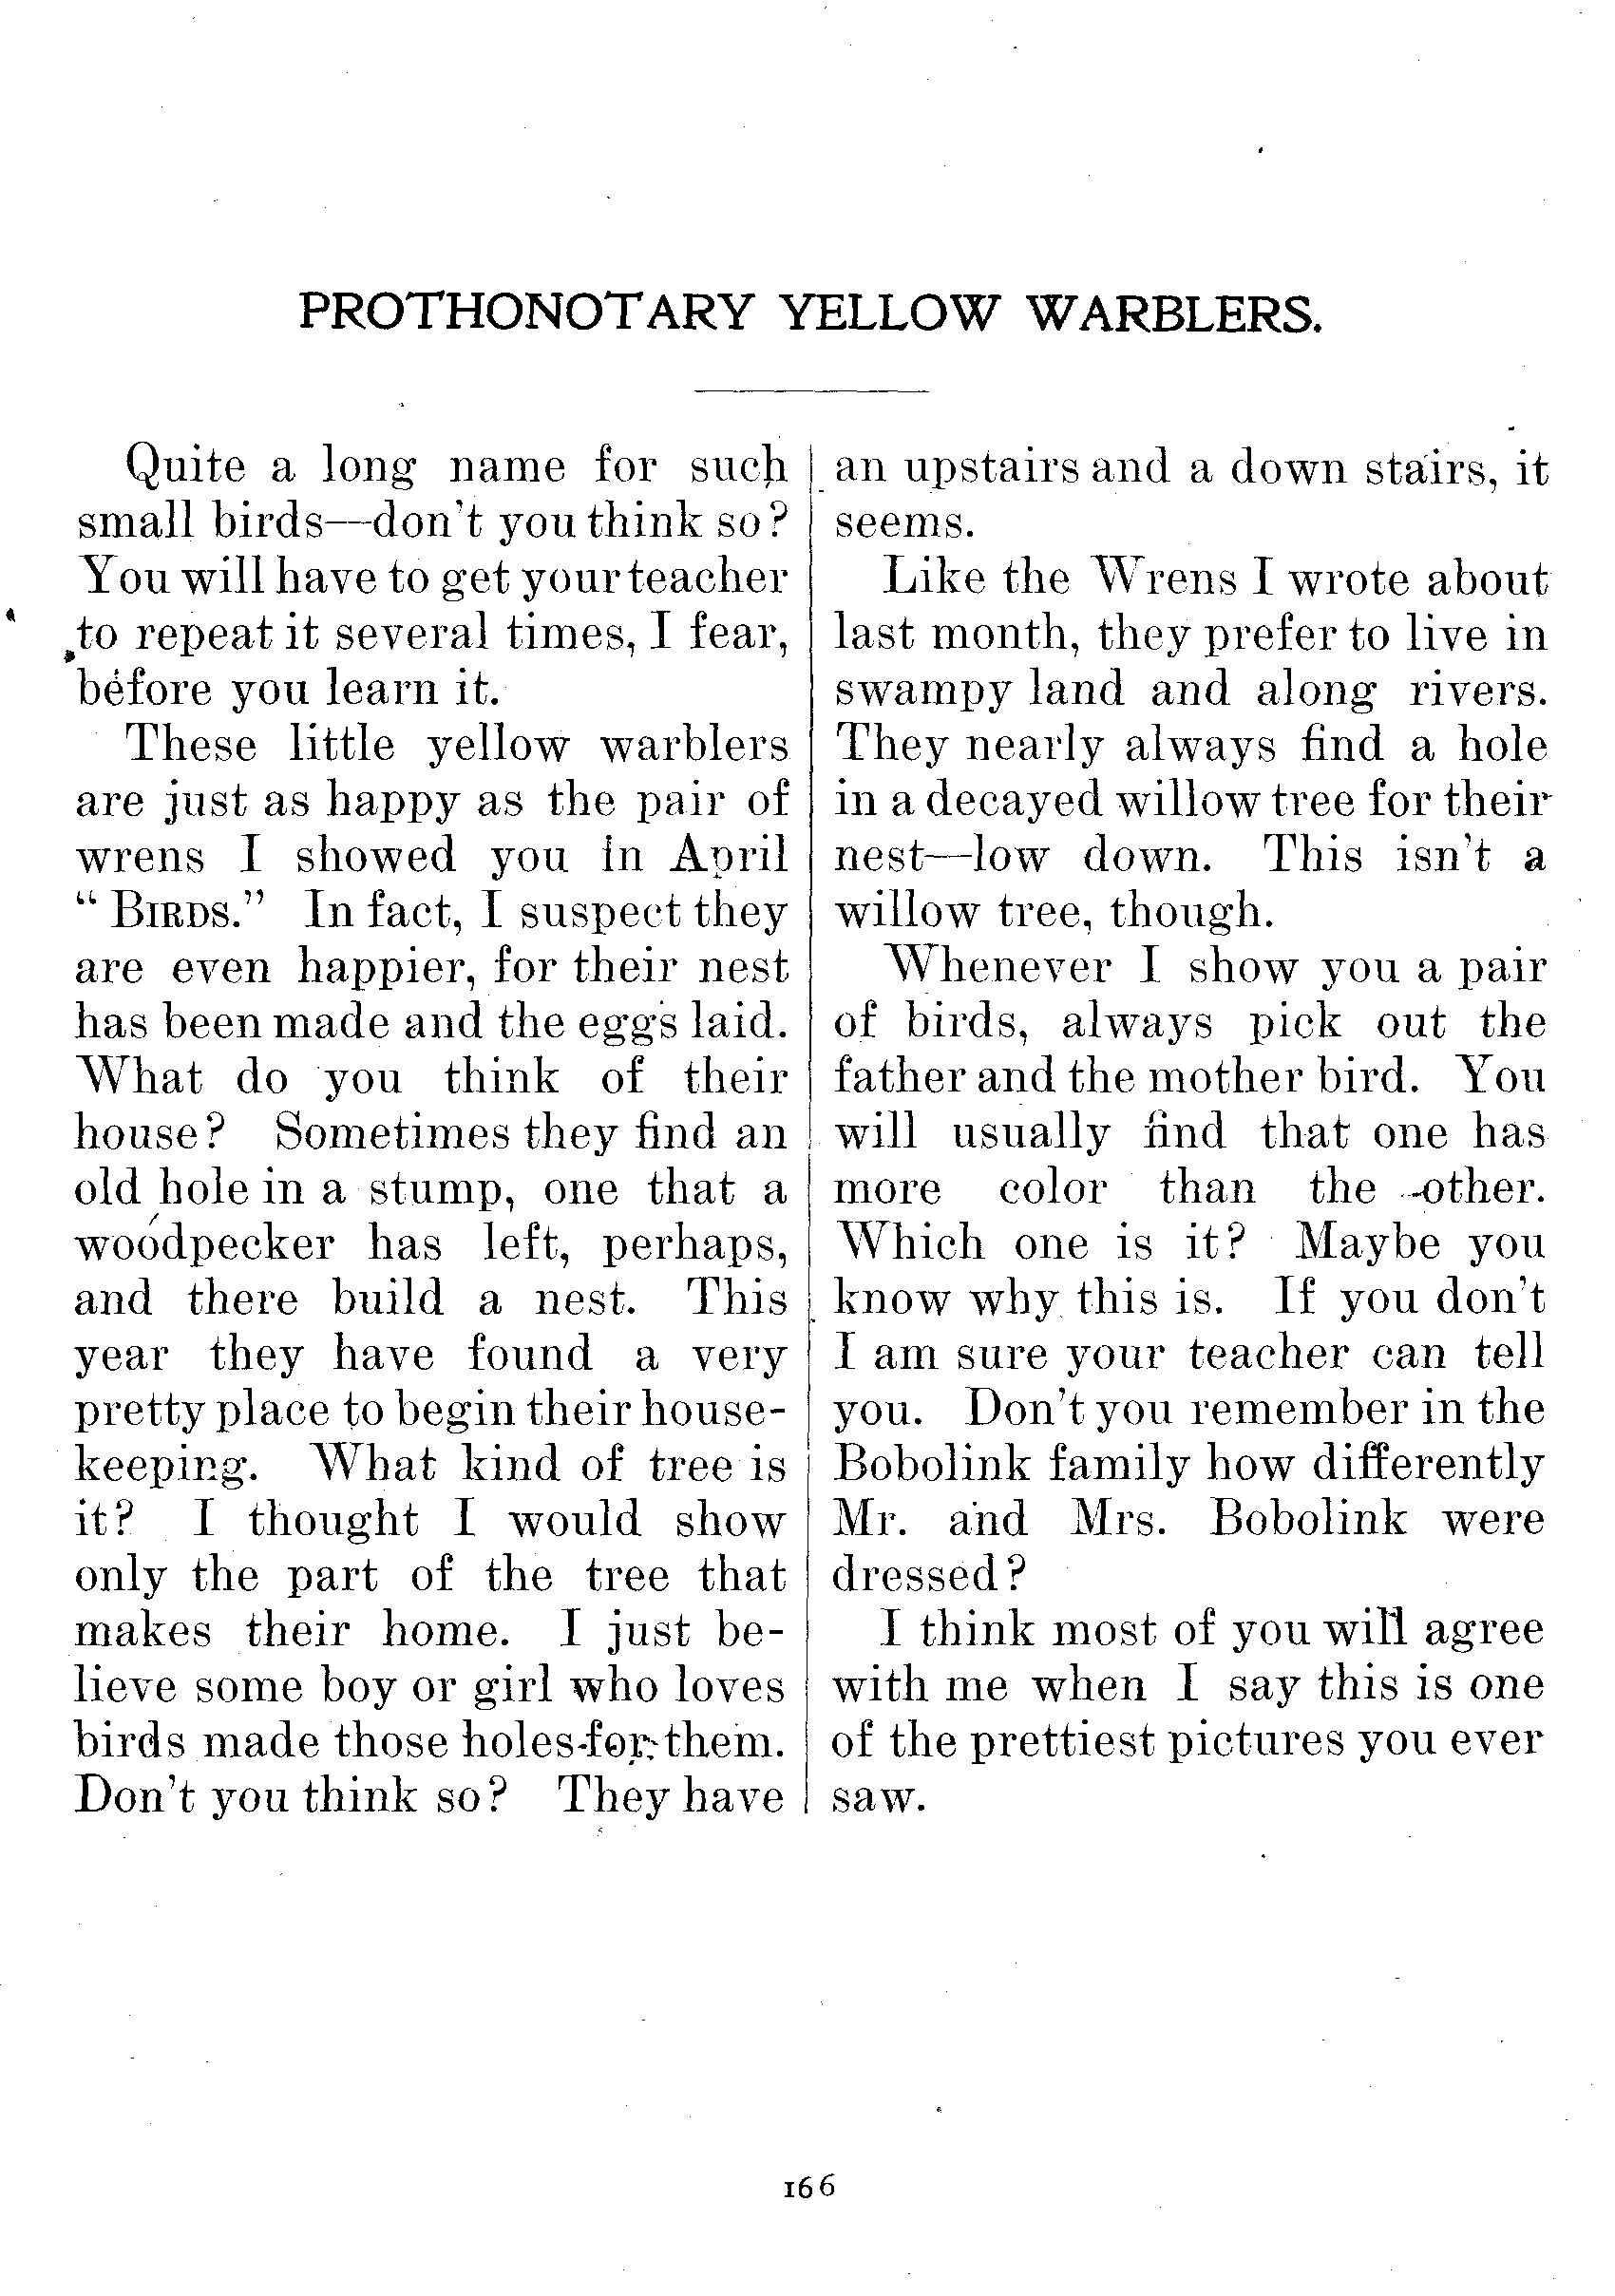 PROTHONOTARY YELLOW WARBLERS.
Quite a long name for such
small birds—don't you think so?
You will have to get your teacher
to repeat it several times, I fear,
before you learn it.
These little yellow warblers
are just as happy as the pair of
wrens I showed you in April
“ BIRDS.” In fact, I suspect they
are even happier, for their nest
has been made and the eggs laid.
What do you think of their
house? Sometimes they find an
old hole in a stump, one that a
woodpecker has left, perhaps,
and there build a nest. This
year they have found a very
pretty place to begin their house-
keeping. What kind of tree is
it? I thought I would show
only the part of the tree that
makes their home. I just be-
lieve some boy or girl who loves
birds made those holes for them.
Don't you think so? They have
an upstairs and a down stairs, it
seems.
Like the Wrens I wrote about
last month, they prefer to live in
swampy land and along rivers.
They nearly always find a hole
in a decayed willow tree for their
nest—low down. This isn't a
willow tree, though.
Whenever I show you a pair
of birds, always pick out the
father and the mother bird. You
will usually find that one has
more color than the other.
Which one is it? Maybe you
know why this is. If you don't
I am sure your teacher can tell
you. Don't you remember in the
Bobolink family how differently
Mr. and Mrs. Bobolink were
dressed?
I think most of you will agree
with me when I say this is one
of the prettiest pictures you ever
saw.
166